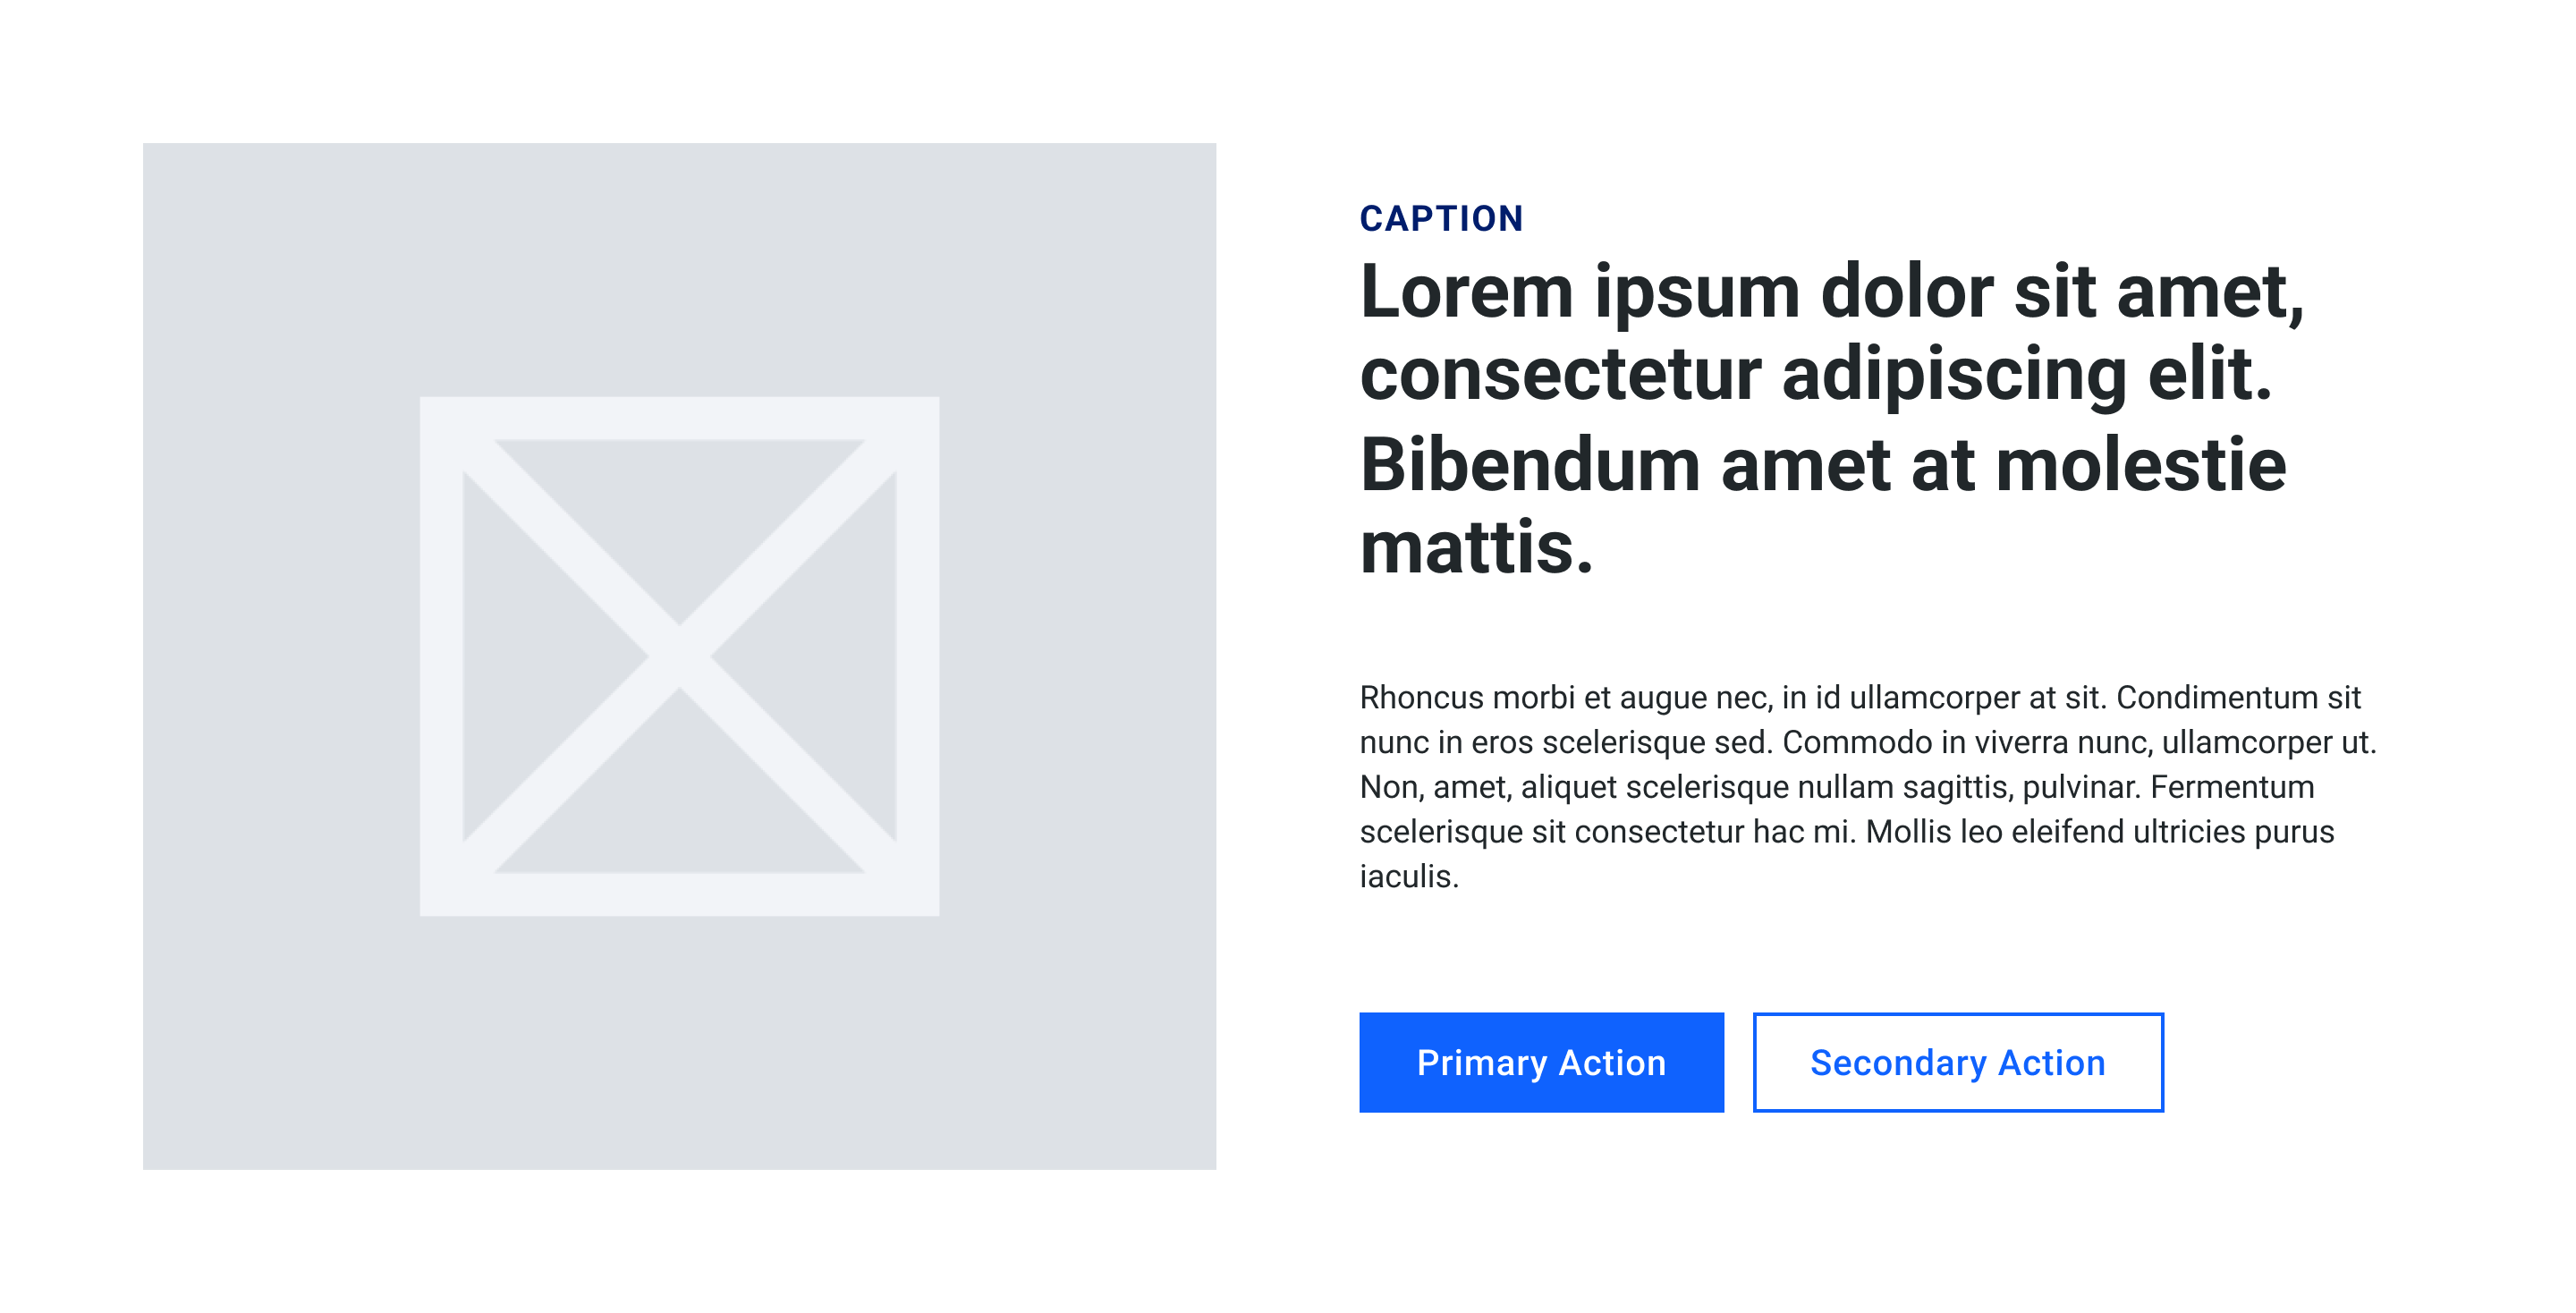 CAPTION
Lorem ipsum dolor sit amet,
consectetur adipiscing elit.
Bibendum amet at molestie
mattis.
Rhoncus morbi et augue nec, in id ullamcorper at sit. Condimentum sit
nunc in eros scelerisque sed. Commodo in viverra nunc, ullamcorper ut.
Non, amet, aliquet scelerisque nullam sagittis, pulvinar. Fermentum
scelerisque sit consectetur hac mi. Mollis leo eleifend ultricies purus
iaculis.
Primary Action
Secondary Action